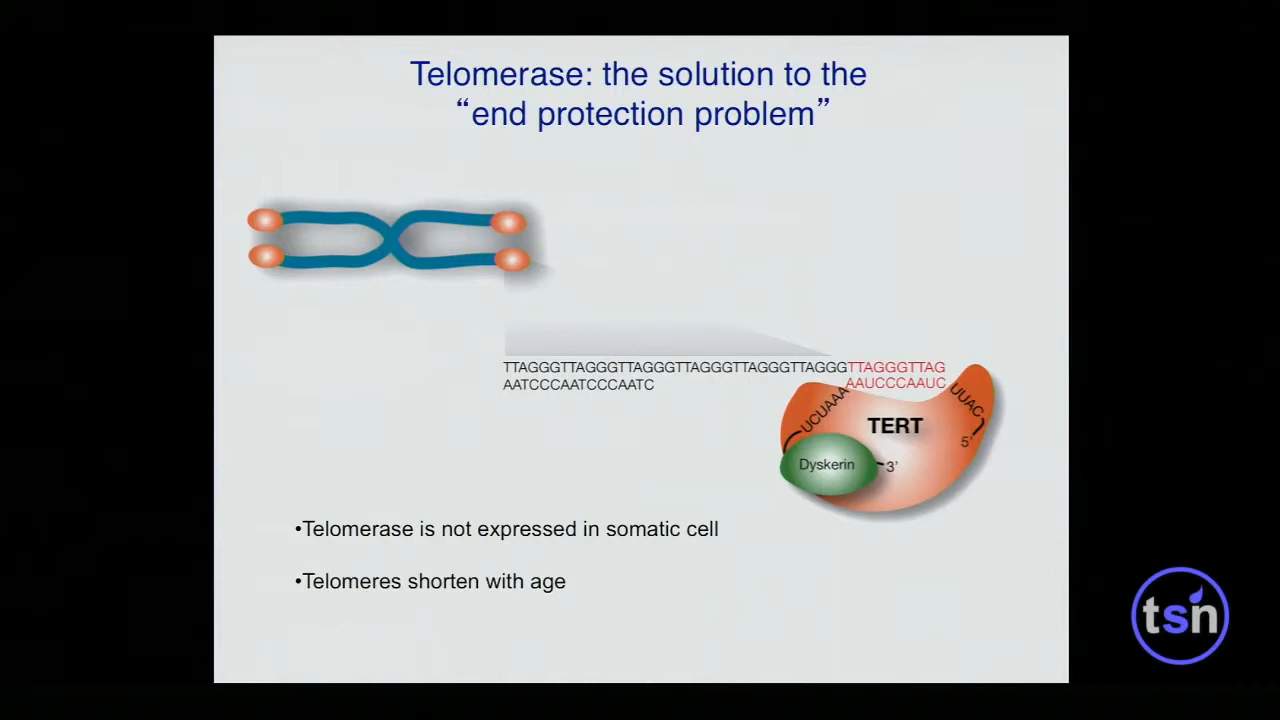 Telomerase: the solution to the
“end protection problem”
TTAGGGTTAGGGTTAGGGTTAGGGTTAGGGTTAGGGTTAGGGTTAG
AATCCCAATCCCAATC
AAUCCCAAUC
UCUAAA
UUAC
TERT
5’
Dyskerin
3’
•Telomerase is not expressed in somatic cell
•Telomeres shorten with age
tsn